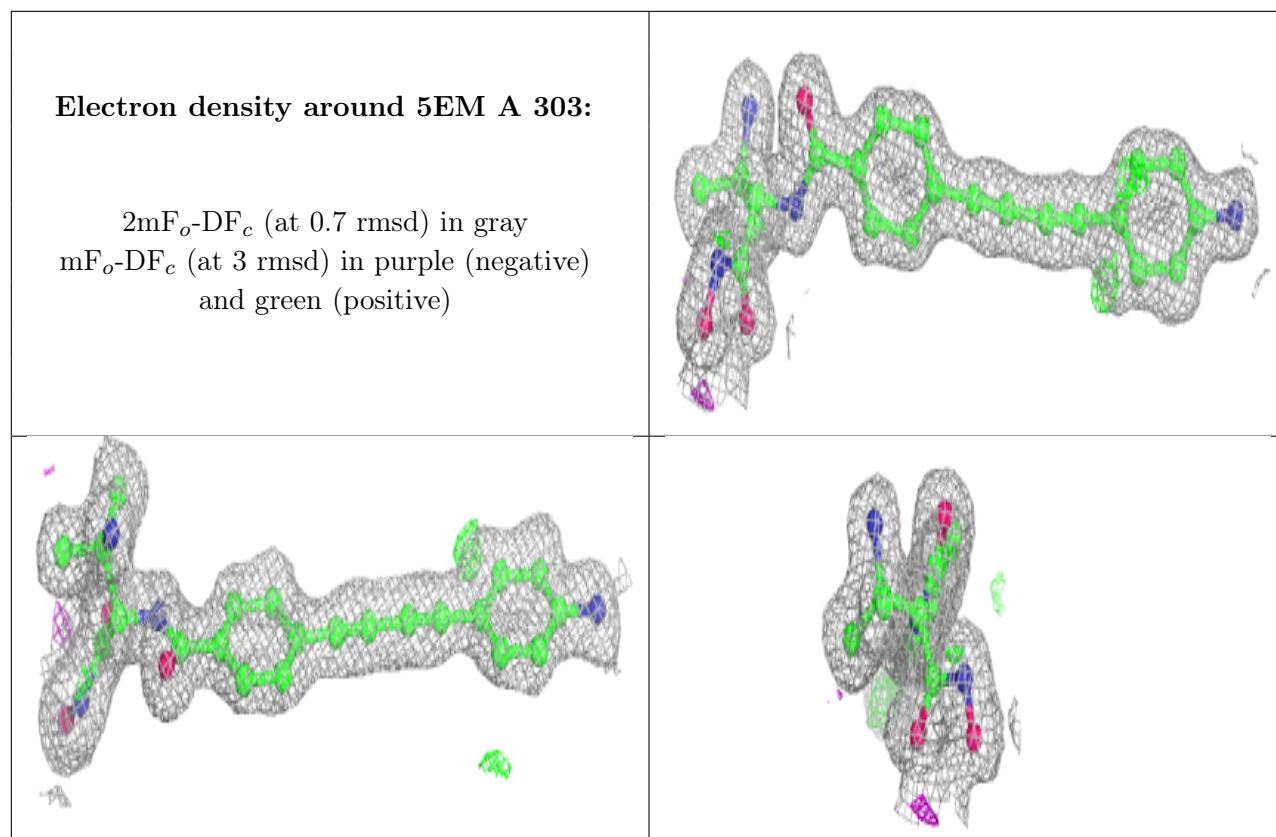 Electron density around 5EM A 303:
2mFo-DFc (at 0.7 rmsd) in gray
mFo-DFc (at 3 rmsd) in purple (negative)
and green (positive)